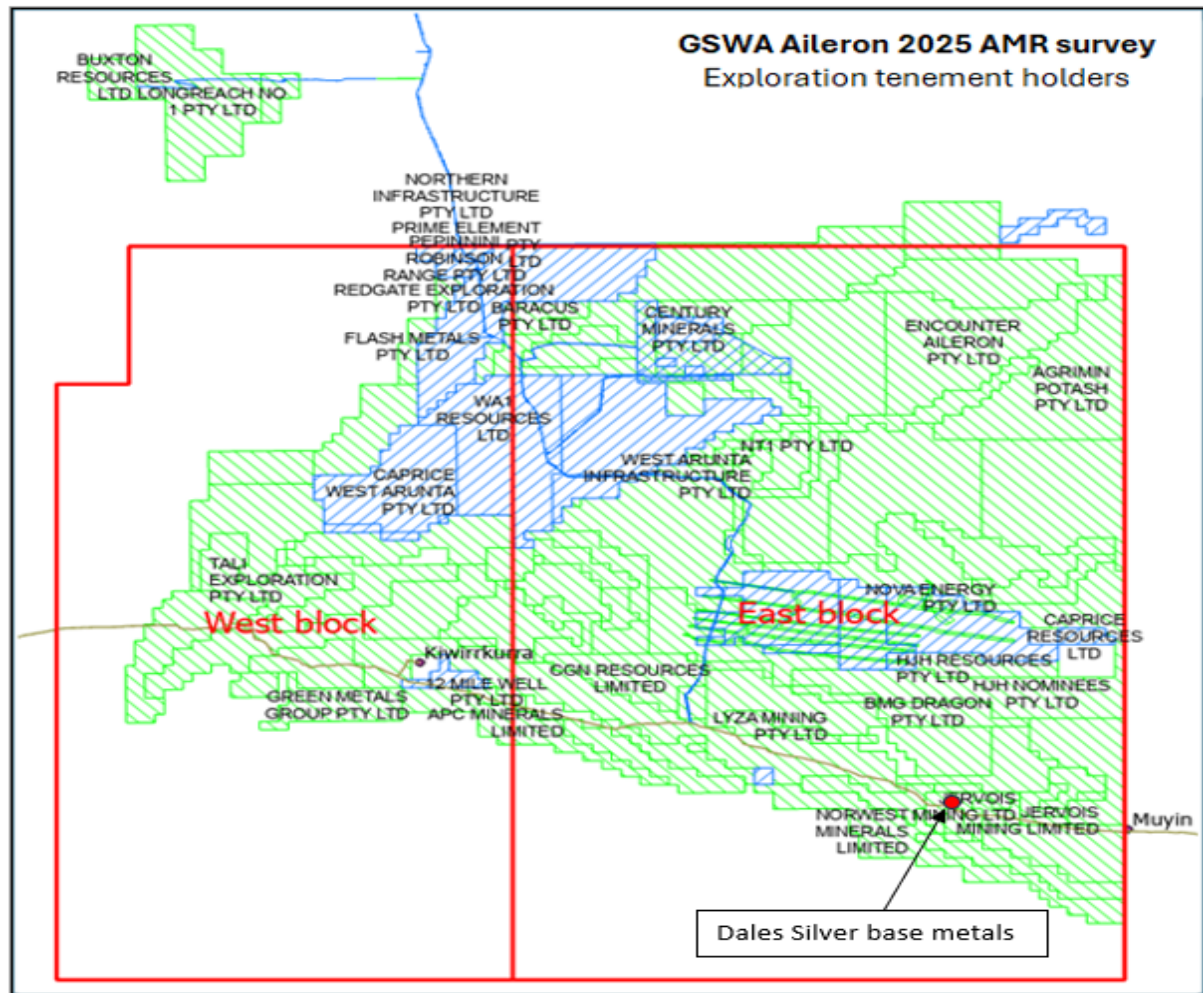 GSWA Aileron 2025 AMR survey
Exploration tenement holders
BUXTON
RESOURCES
LTD LONGREACH NO
1 PTY LTD
NORTHERN
INFRASTRUCTURE
PTY LTD
PRIME ELEMENT
PEPINNINI PTY
ROBINSON LTD
RANGE PTY LTD
REDGATE EXPLORATION
PTY LTD
BARACUS
PTY LTD
FLASH METALS
PTY LTD
CENTURY
MINERALS
PTY LTD
ENCOUNTER
AILERON
PTY LTD
AGRIMIN
POTASH
PTY LTD
WA1
RESOURCES
LTD
NT1 PTY LTD
WEST ARUNTA
INFRASTRUCTURE
PTY LTD
CAPRICE
WEST ARUNTA
PTY LTD
TALI
EXPLORATION
PTY LTD
West block
NOVA ENERGY
PTY LTD
East block
CAPRICE
RESOURCES
LTD
Kiwirrkurra
12 MILE WELL
PTY LTD
APC MINERALS
LIMITED
GREEN METALS
GROUP PTY LTD
CGN RESOURCES
LIMITED
HJH RESOURCES
PTY LTD
HJH NOMINEES
PTY LTD
BMG DRAGON
PTY LTD
LYZA MINING
PTY LTD
ERVOIS
MINING LTD
NORWEST
MINERALS
LIMITED
JERVOIS
MINING LIMITED
Muyin
Dales Silver base metals